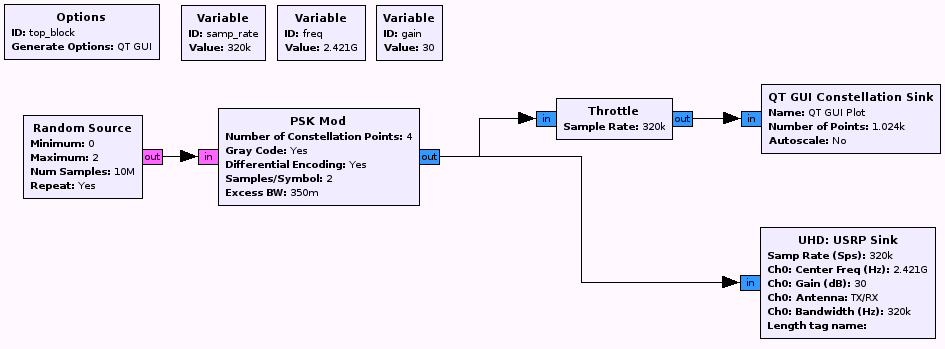 Options
ID: top_block
Generate Options: QT GUI
Variable
ID: samp_rate
Value: 320k
Variable
ID: freq
Value: 2.421G
Variable
ID: gain
Value: 30
Random Source
Minimum: 0
Maximum: 2
Num Samples: 10M
Repeat: Yes
out
in
PSK Mod
Number of Constellation Points: 4
Gray Code: Yes
Differential Encoding: Yes
Samples/Symbol: 2
Excess BW: 350m
out
in
Throttle
Sample Rate: 320k
out
in
QT GUI Constellation Sink
Name: QT GUI Plot
Number of Points: 1.024k
Autoscale: No
in
UHD: USRP Sink
Samp Rate (Sps): 320k
Ch0: Center Freq (Hz): 2.421G
Ch0: Gain (dB): 30
Ch0: Antenna: TX/RX
Ch0: Bandwidth (Hz): 320k
Length tag name: